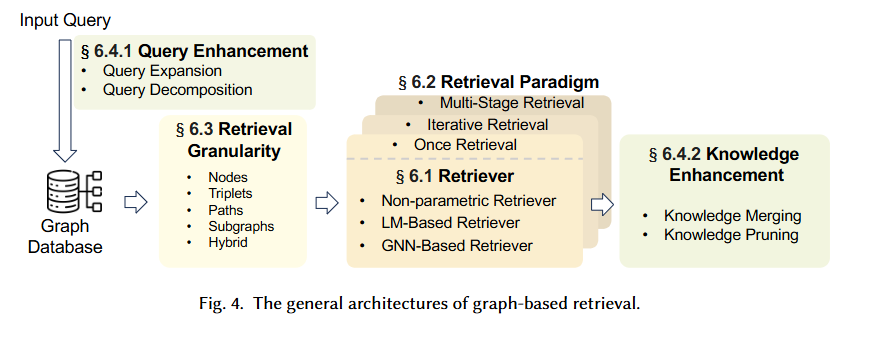 Input Query
§ 6.4.1 Query Enhancement
• Query Expansion
• Query Decomposition
Graph
Database
§ 6.3 Retrieval
Granularity
• Nodes
• Triplets
• Paths
• Subgraphs
• Hybrid
§ 6.2 Retrieval Paradigm
• Multi-Stage Retrieval
• Iterative Retrieval
• Once Retrieval
§ 6.1 Retriever
• Non-parametric Retriever
• LM-Based Retriever
• GNN-Based Retriever
§ 6.4.2 Knowledge
Enhancement
• Knowledge Merging
• Knowledge Pruning
Fig. 4. The general architectures of graph-based retrieval.